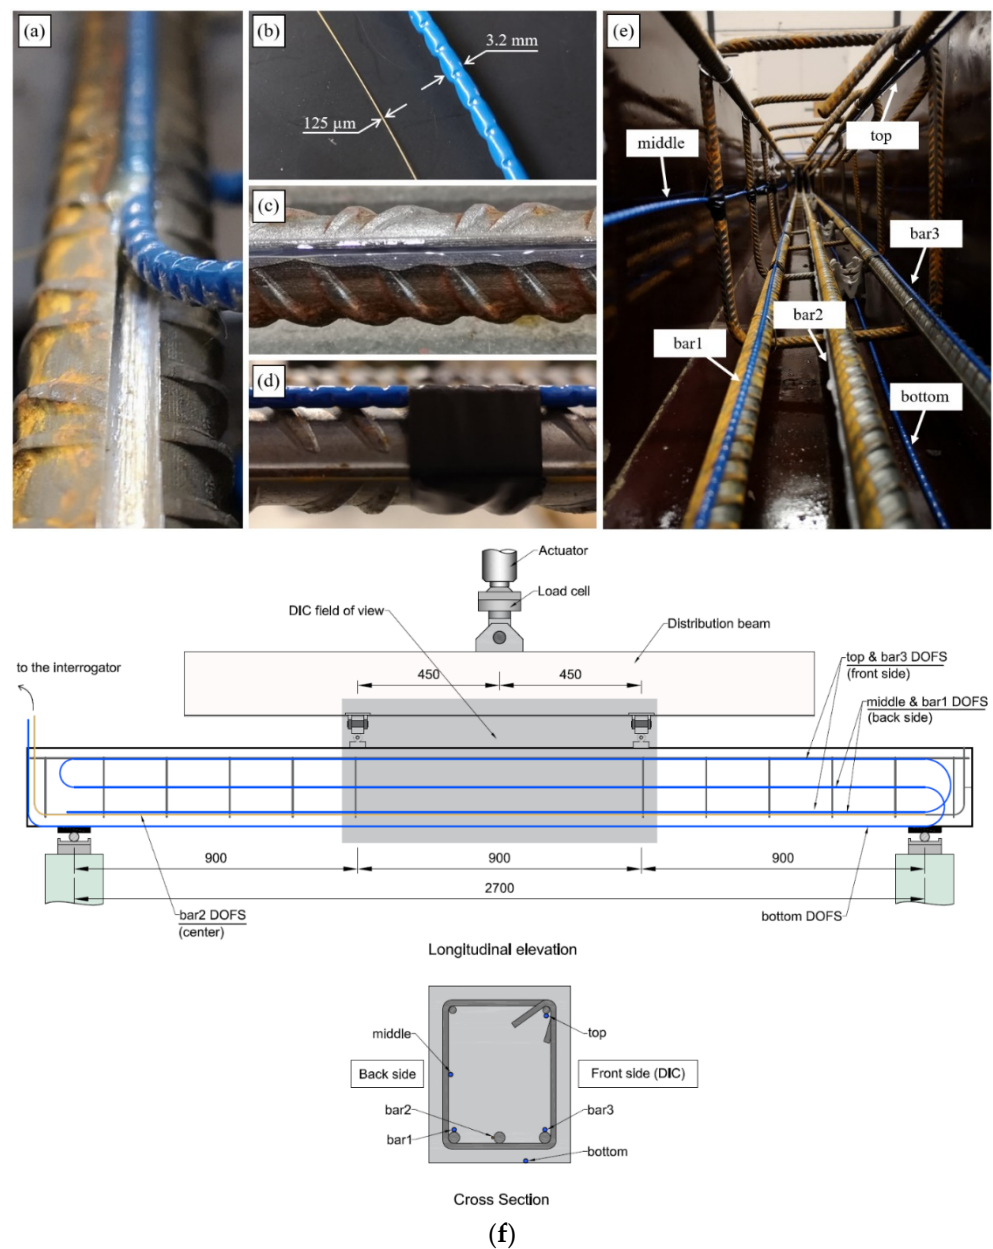 (a)
(b)
3.2 mm
125 µm
(c)
(d)
(e)
top
middle
bar3
bar2
bar1
bottom
Actuator
Load cell
DIC field of view
Distribution beam
to the interrogator
450
450
top & bar3 DOFS
(front side)
middle & bar1 DOFS
(back side)
900
900
900
2700
bar2 DOFS
(center)
bottom DOFS
Longitudinal elevation
middle
top
Back side
Front side (DIC)
bar2
bar3
bar1
bottom
Cross Section
(f)